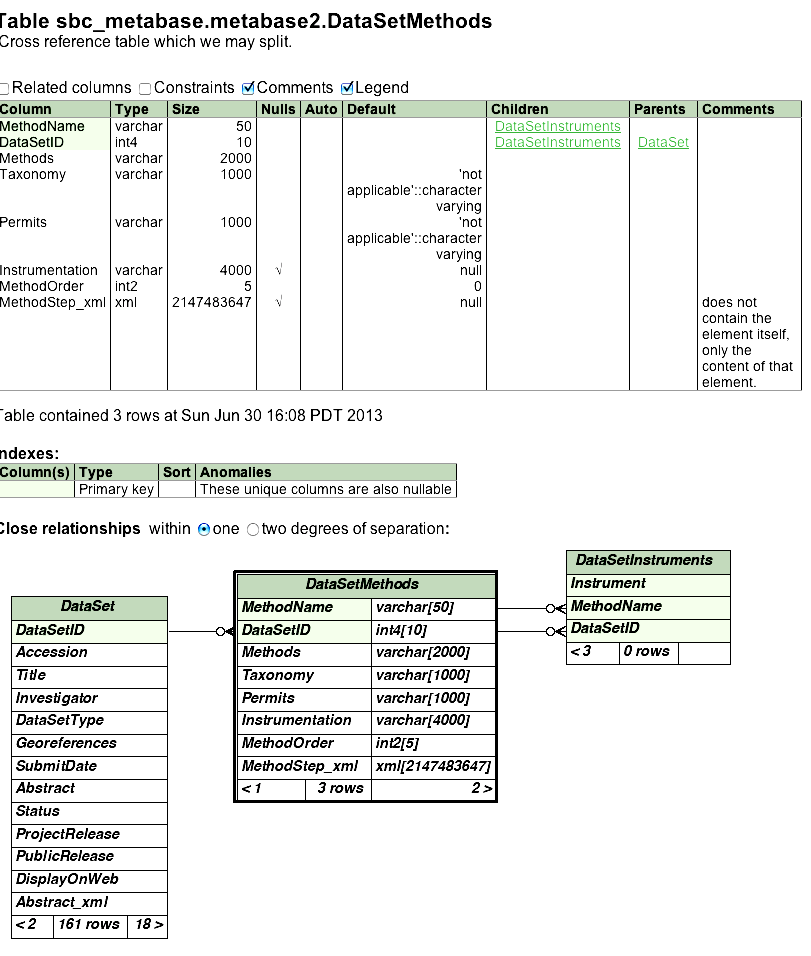 Table sbc_metabase.metabase2.DataSetMethods
Cross reference table which we may split.
Related columns Constraints Comments Legend
Column Type Size Nulls Auto Default Children Parents Comments
MethodName varchar 50 DataSetInstruments
DataSetID int4 10 DataSetInstruments DataSet
Methods varchar 2000
Taxonomy varchar 1000 'not
applicable'::character
varying
Permits varchar 1000 'not
applicable'::character
varying
Instrumentation varchar 4000 √ null
MethodOrder int2 5 0
MethodStep_xml xml 2147483647 √ null does not
contain the
element itself,
only the
content of that
element.
Table contained 3 rows at Sun Jun 30 16:08 PDT 2013
Indexes:
Column(s) Type Sort Anomalies
Primary key These unique columns are also nullable
Close relationships within one two degrees of separation:
DataSet
DataSetID
Accession
Title
Investigator
DataSetType
Georeferences
SubmitDate
Abstract
Status
ProjectRelease
PublicRelease
DisplayOnWeb
Abstract_xml
< 2 161 rows 18 >
DataSetMethods
MethodName varchar[50]
DataSetID int4[10]
Methods varchar[2000]
Taxonomy varchar[1000]
Permits varchar[1000]
Instrumentation varchar[4000]
MethodOrder int2[5]
MethodStep_xml xml[2147483647]
< 1 3 rows 2 >
DataSetInstruments
Instrument
MethodName
DataSetID
< 3 0 rows